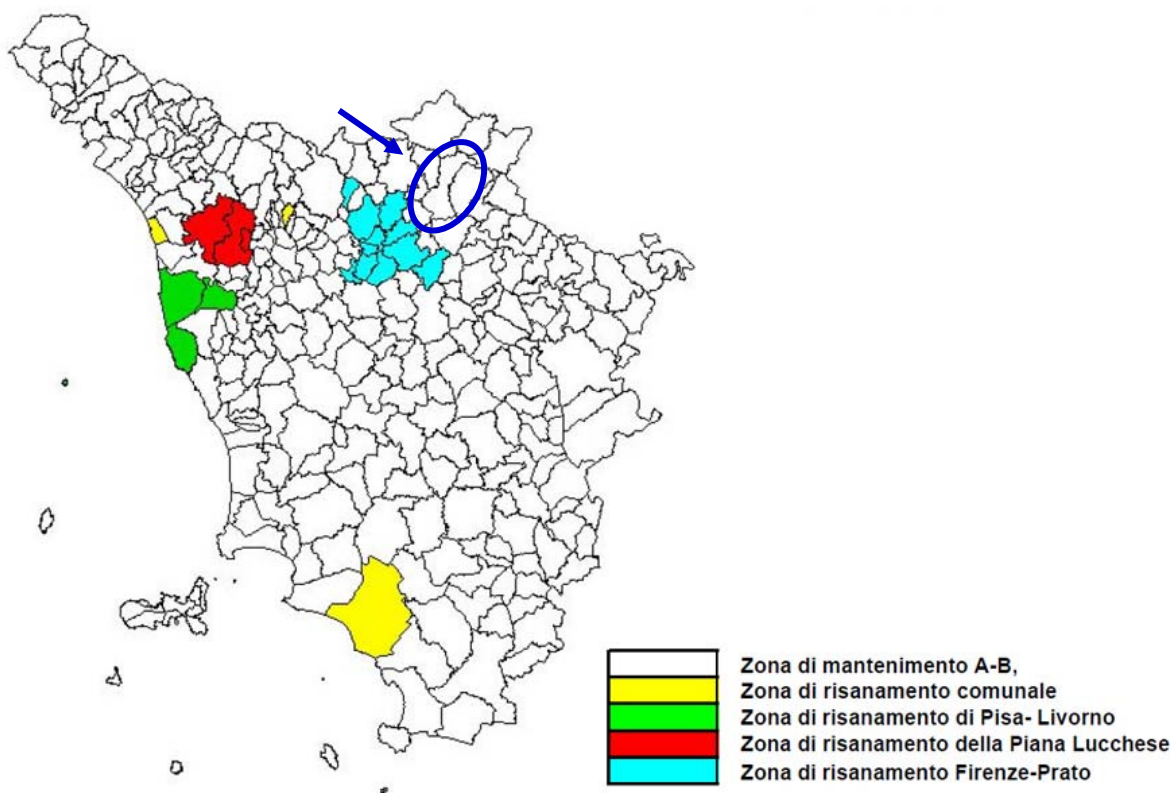 Zona di mantenimento A-B,
Zona di risanamento comunale
Zona di risanamento di Pisa- Livorno
Zona di risanamento della Piana Lucchese
Zona di risanamento Firenze-Prato